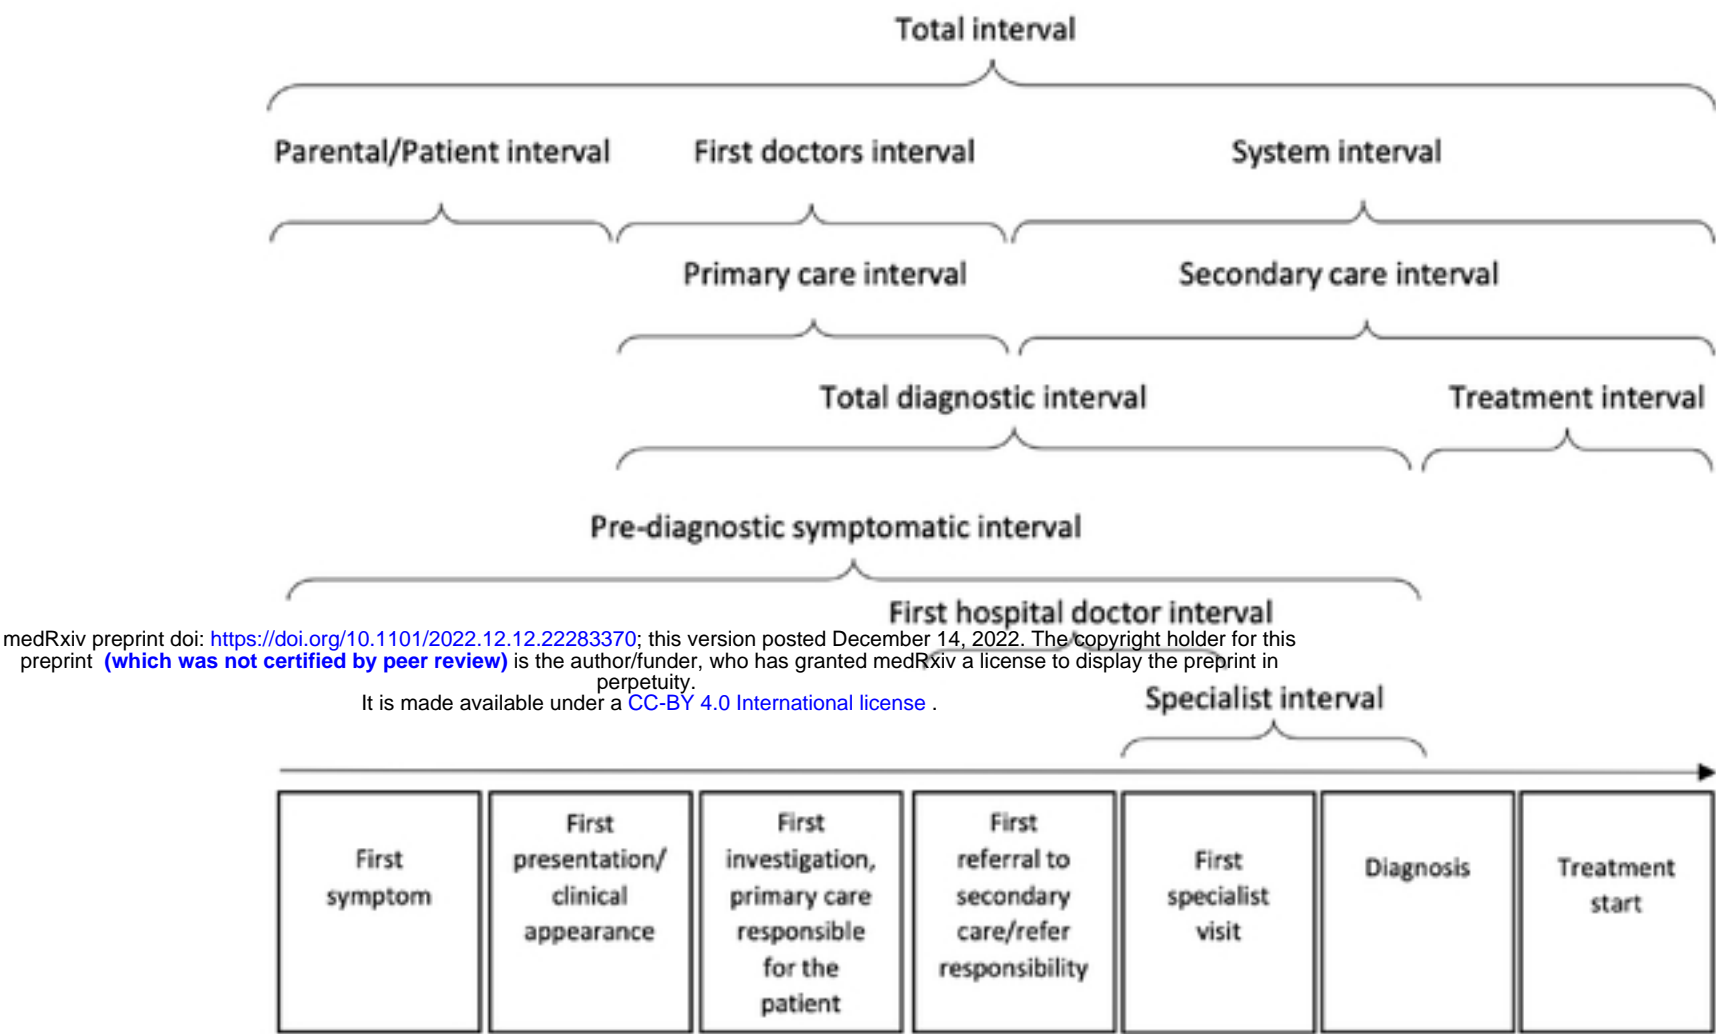 Total interval
Parental/Patient interval
First doctors interval
System interval
Primary care interval
Secondary care interval
Total diagnostic interval
Treatment interval
Pre-diagnostic symptomatic interval
First hospital doctor interval
medRxiv preprint doi: https://doi.org/10.1101/2022.12.12.22283370; this version posted December 14, 2022. The copyright holder for this
preprint (which was not certified by peer review) is the author/funder, who has granted medRxiv a license to display the preprint in
perpetuity.
It is made available under a CC-BY 4.0 International license .
Specialist interval
First
symptom
First
presentation/
clinical
appearance
First
investigation,
primary care
responsible
for the
patient
First
referral to
secondary
care/refer
responsibility
First
specialist
visit
Diagnosis
Treatment
start